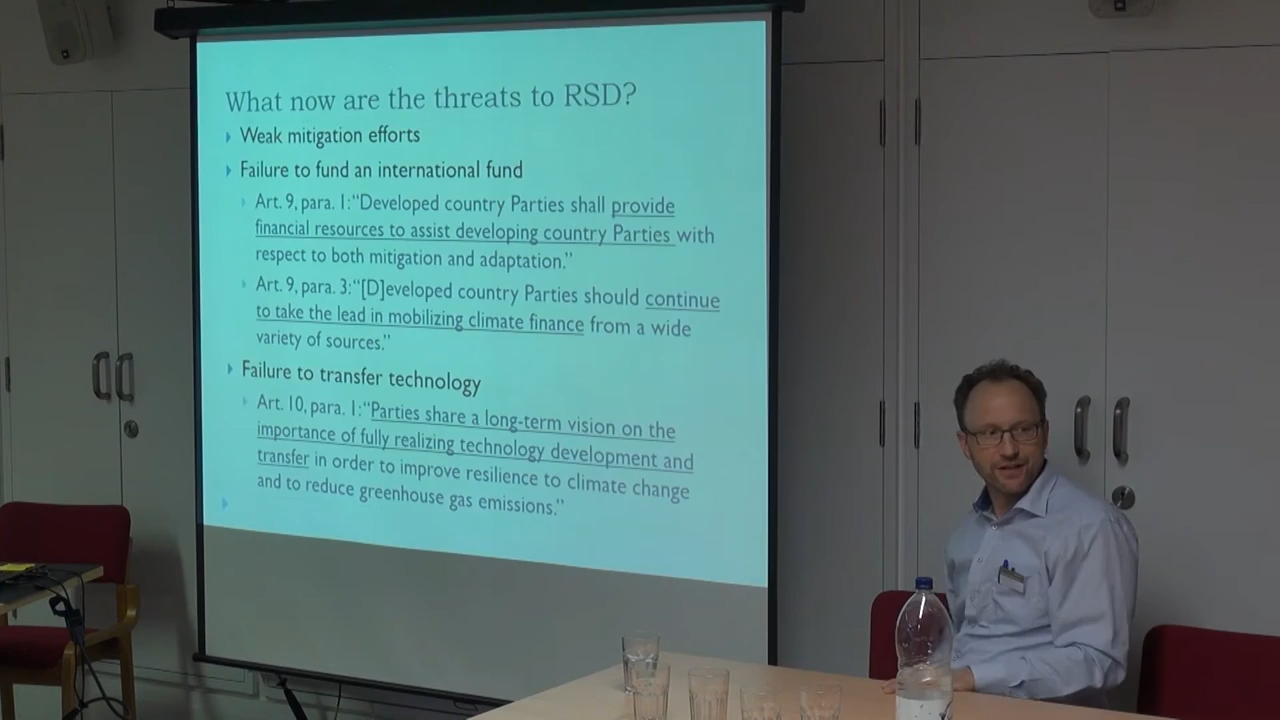 What now are the threats to RSD?
Weak mitigation efforts
Failure to fund an international fund
Art. 9, para. 1: “Developed country Parties shall provide
financial resources to assist developing country Parties with
respect to both mitigation and adaptation.”
Art. 9, para. 3: “[D]eveloped country Parties should continue
to take the lead in mobilizing climate finance from a wide
variety of sources.”
Failure to transfer technology
Art. 10, para. 1: “Parties share a long-term vision on the
importance of fully realizing technology development and
transfer in order to improve resilience to climate change
and to reduce greenhouse gas emissions.”